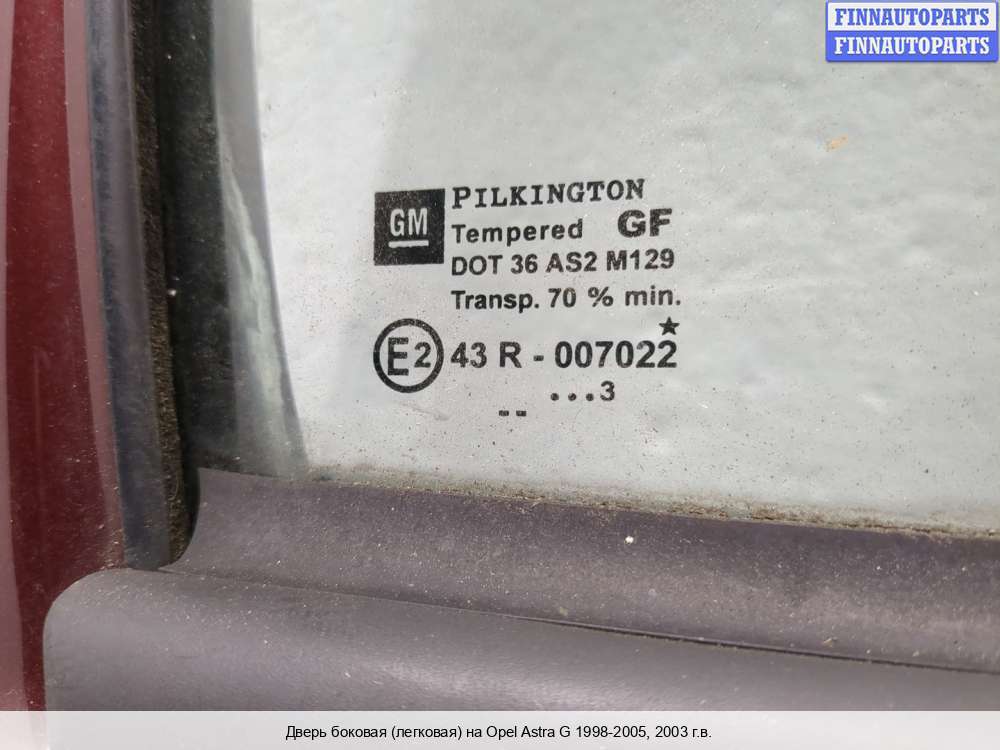 FINNAUTOPARTS
FINNAUTOPARTS
GM
PILKINGTON
Tempered GF
DOT 36 AS2 M129
Transp. 70 % min.
E2 43 R - 007022
...3
--
Дверь боковая (легковая) на Opel Astra G 1998-2005, 2003 г.в.